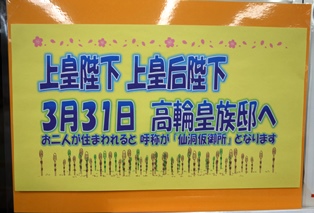 上皇陛下 上皇后陛下
3月31日 高輪皇族邸へ
お二人が住まわれると 呼称が「仙洞仮御所」となります